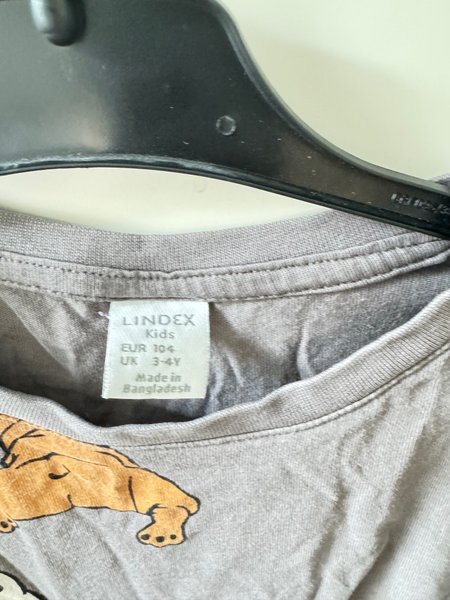 LINDEX
Kids
EUR 104
UK 3-4Y
Made in
Bangladesh